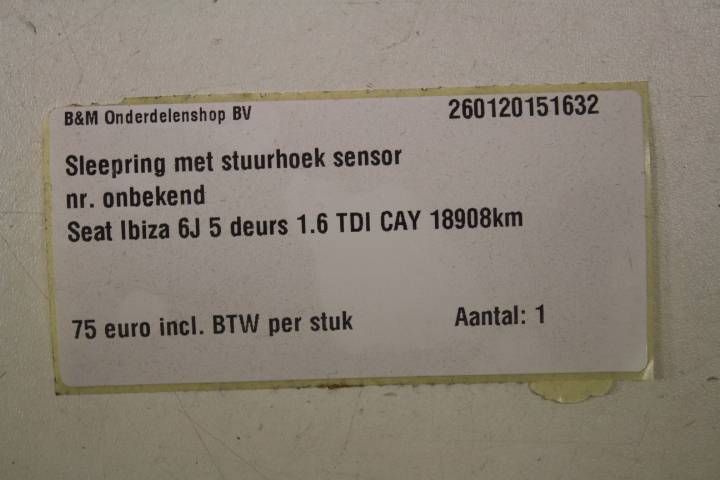 B&M Onderdelenshop BV 260120151632
Sleepring met stuurhoek sensor
nr. onbekend
Seat Ibiza 6J 5 deurs 1.6 TDI CAY 18908km
75 euro incl. BTW per stuk Aantal: 1